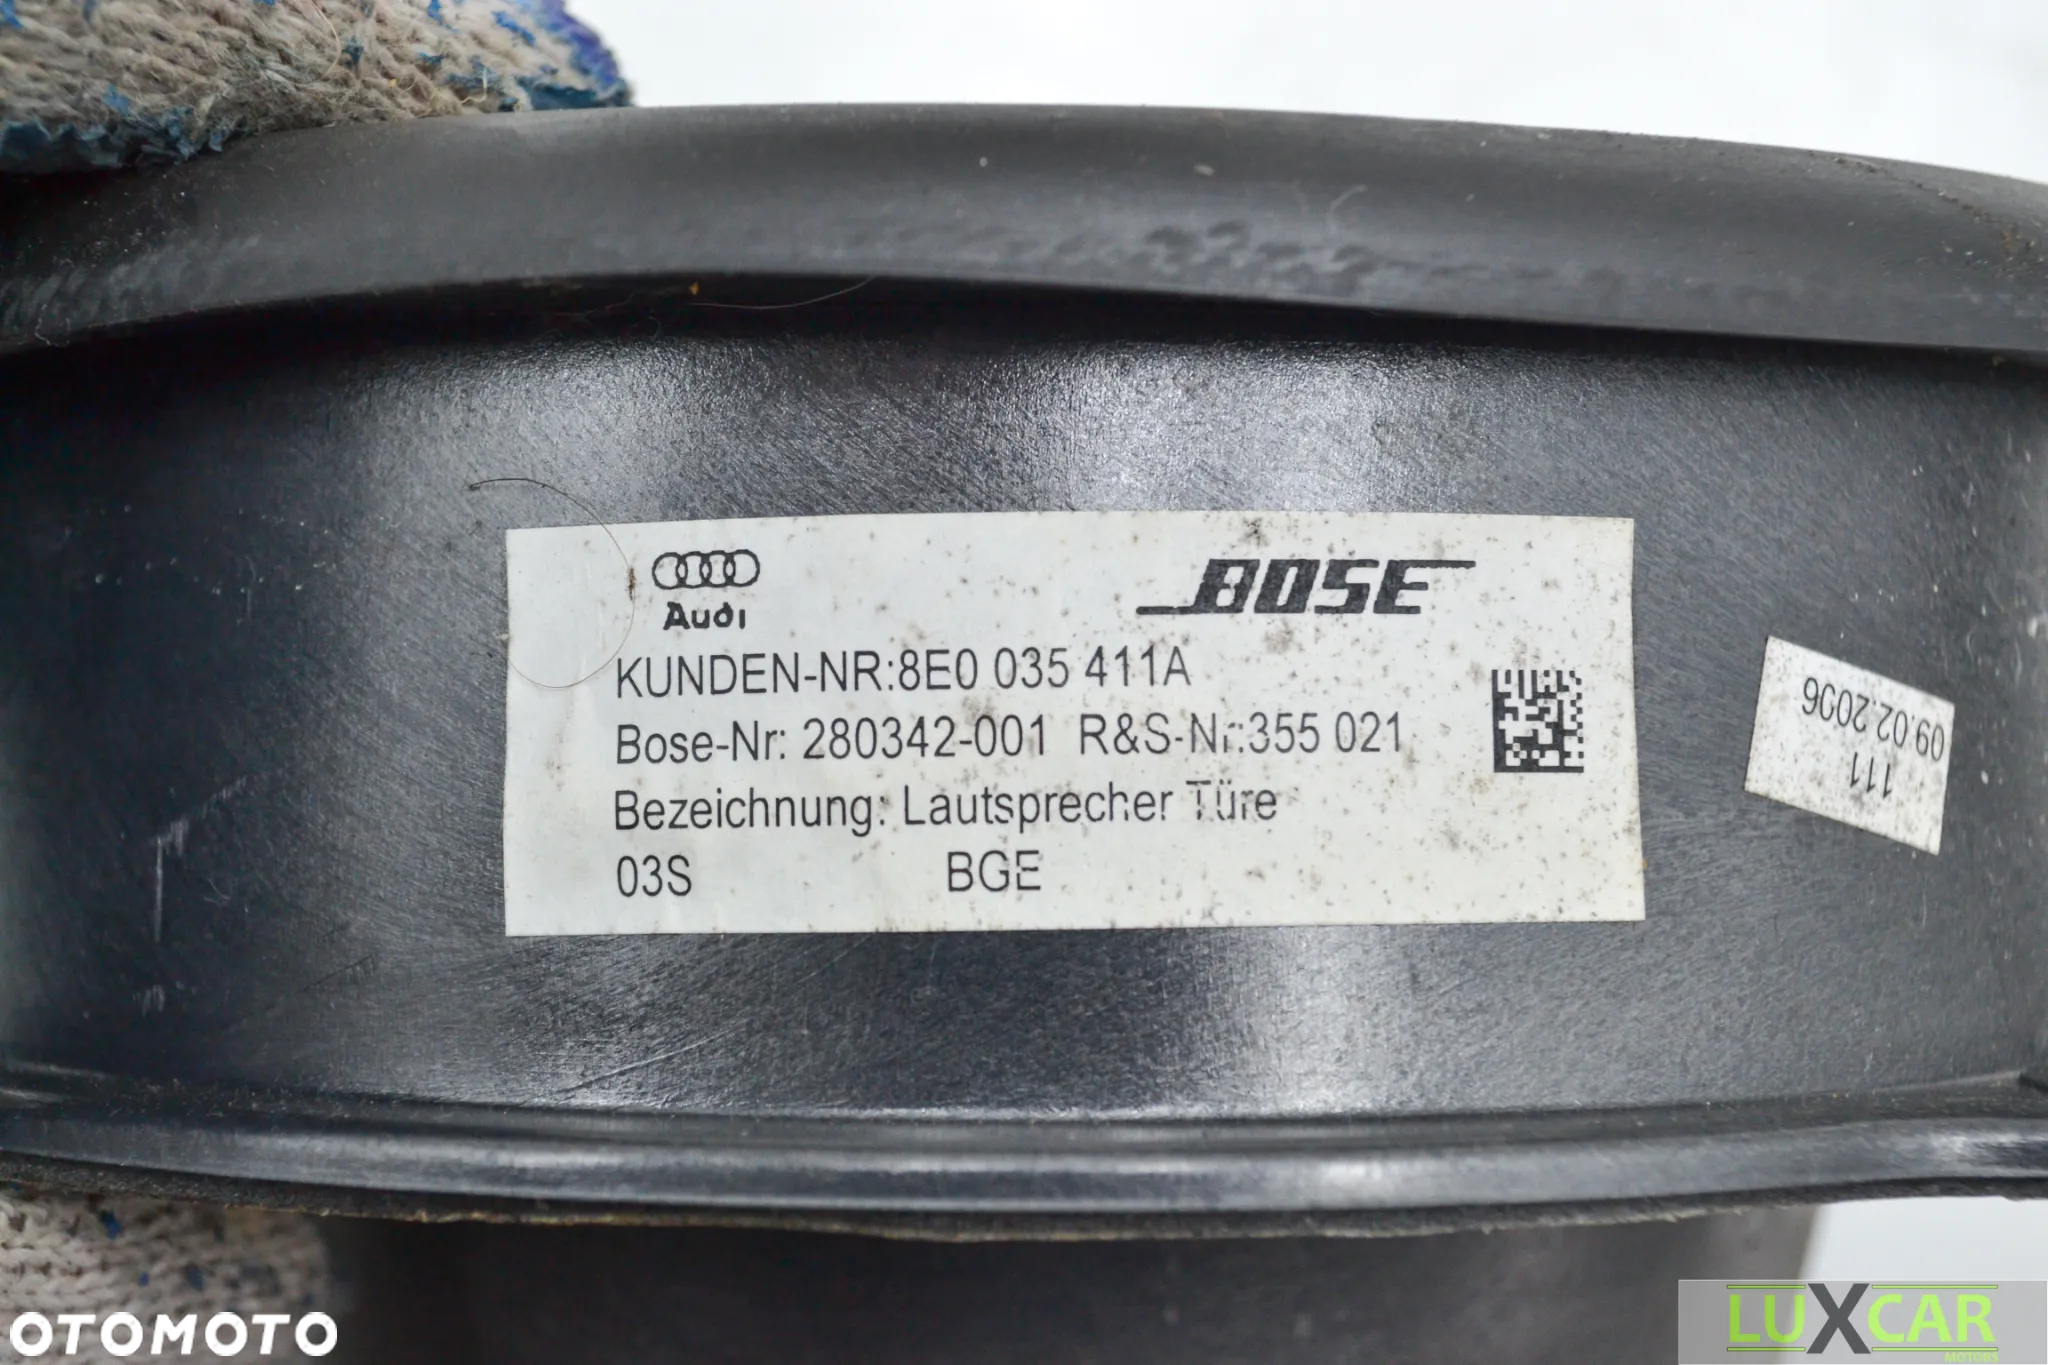 Audi
BOSE
KUNDEN-NR:8E0 035 411A
Bose-Nr: 280342-001 R&S-Nr:355 021
Bezeichnung: Lautsprecher Türe
03S BGE
09.02.2006
111
OTOMOTO
LUXCAR
MOTORS